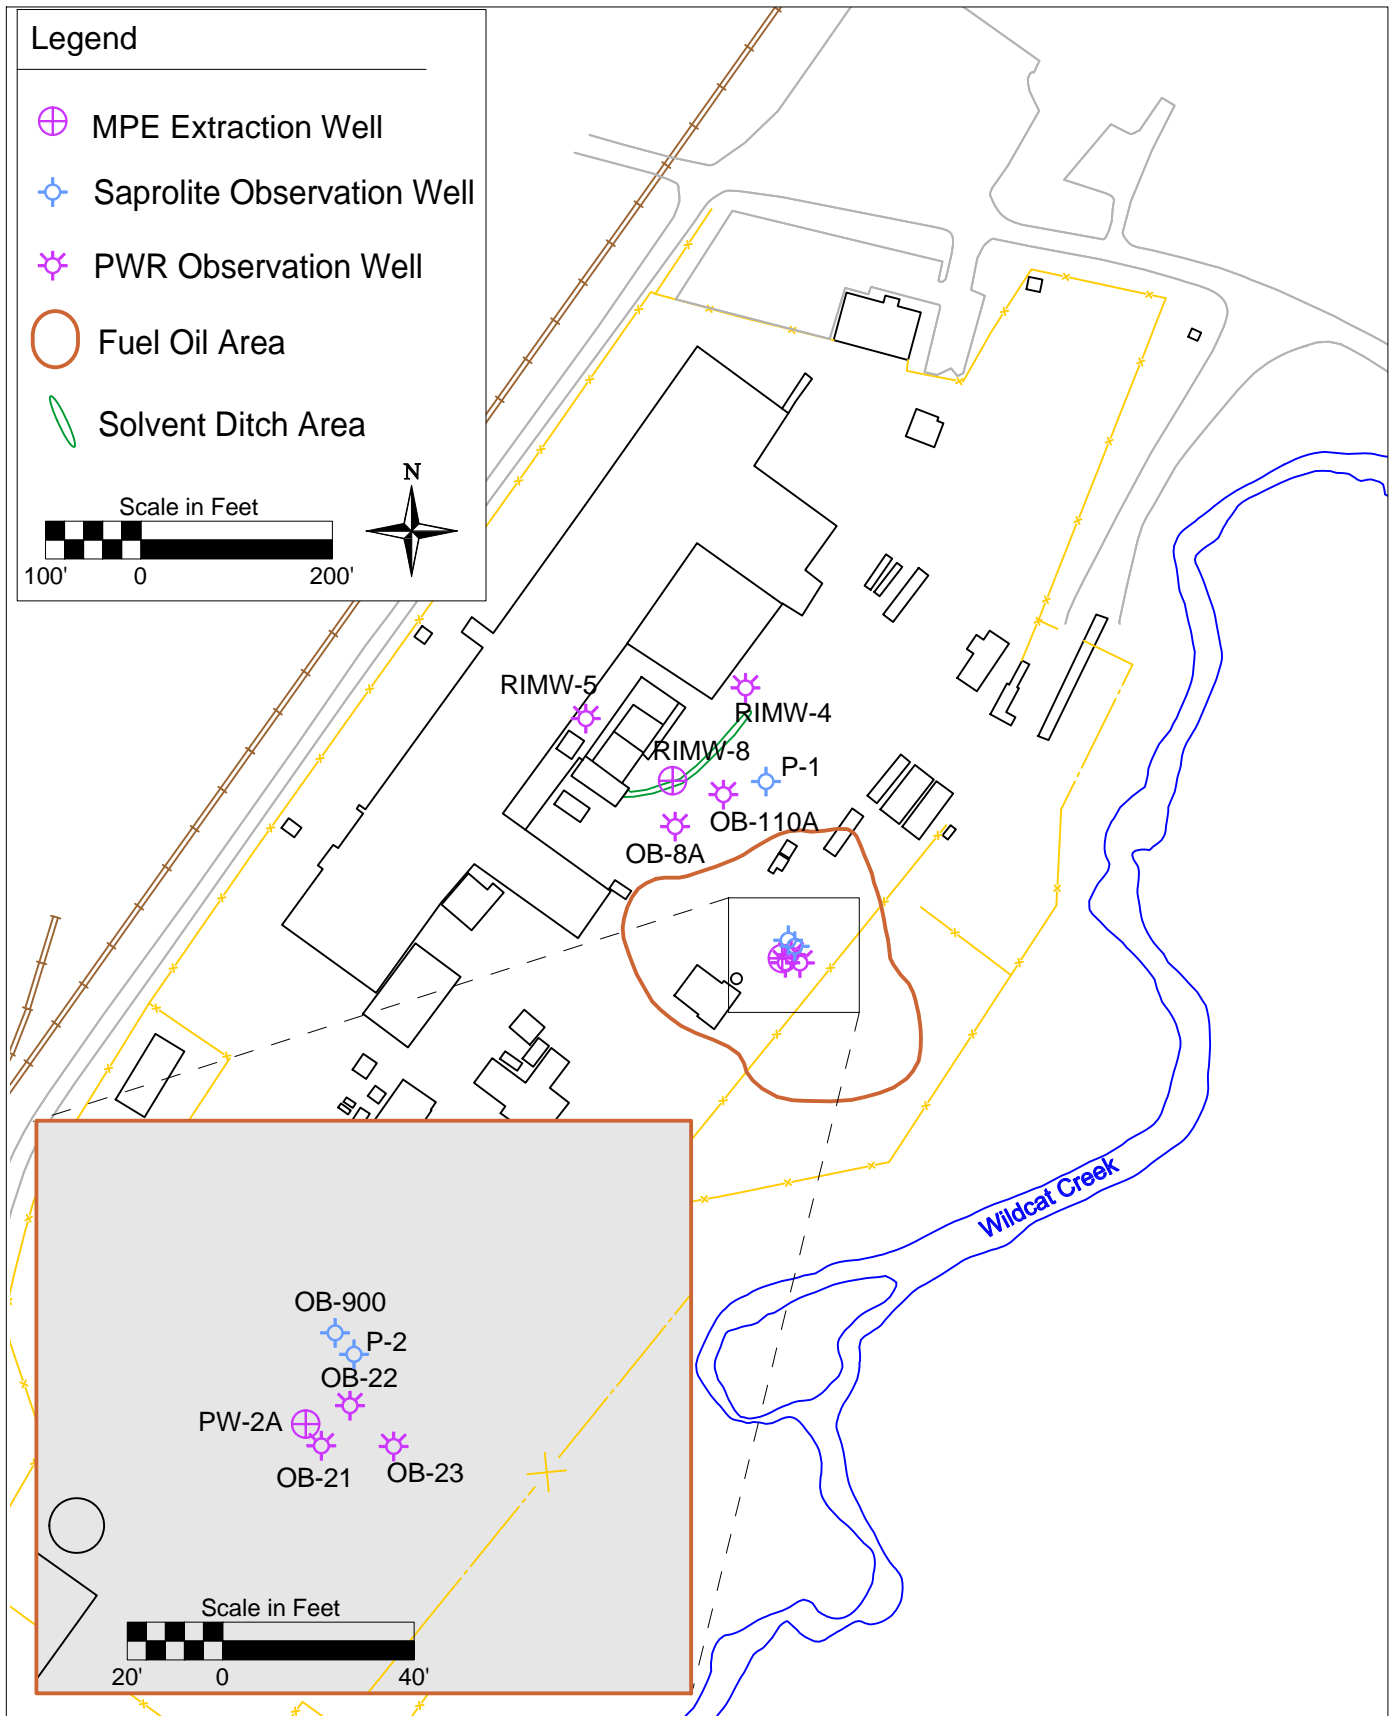 Legend
MPE Extraction Well
Saprolite Observation Well
PWR Observation Well
Fuel Oil Area
Solvent Ditch Area
N
Scale in Feet
100' 0 200'
RIMW-5
RIMW-4
RIMW-8
P-1
OB-110A
OB-8A
Wildcat Creek
OB-900
P-2
OB-22
PW-2A
OB-21
OB-23
Scale in Feet
20' 0 40'